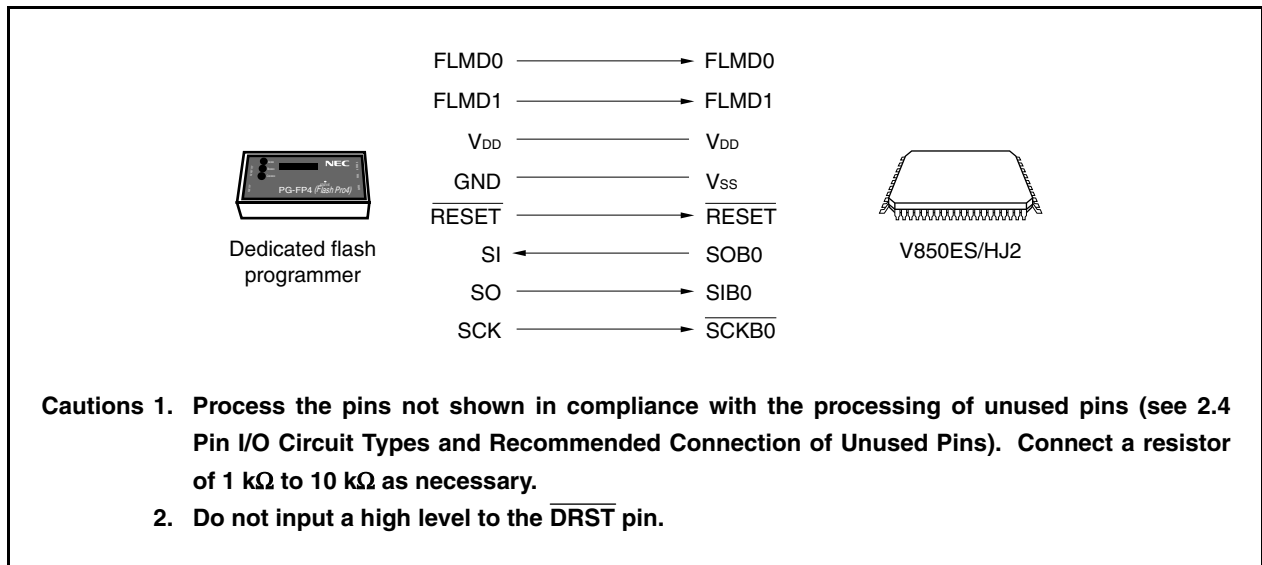 FLMD0 FLMD0
FLMD1 FLMD1
VDD VDD
NEC
PG-FP4 (Flash Pro4)
GND VSS
RESET RESET
Dedicated flash
programmer
SI SOB0
V850ES/HJ2
SO SIB0
SCK SCKB0
Cautions 1. Process the pins not shown in compliance with the processing of unused pins (see 2.4
Pin I/O Circuit Types and Recommended Connection of Unused Pins). Connect a resistor
of 1 kΩ to 10 kΩ as necessary.
2. Do not input a high level to the DRST pin.